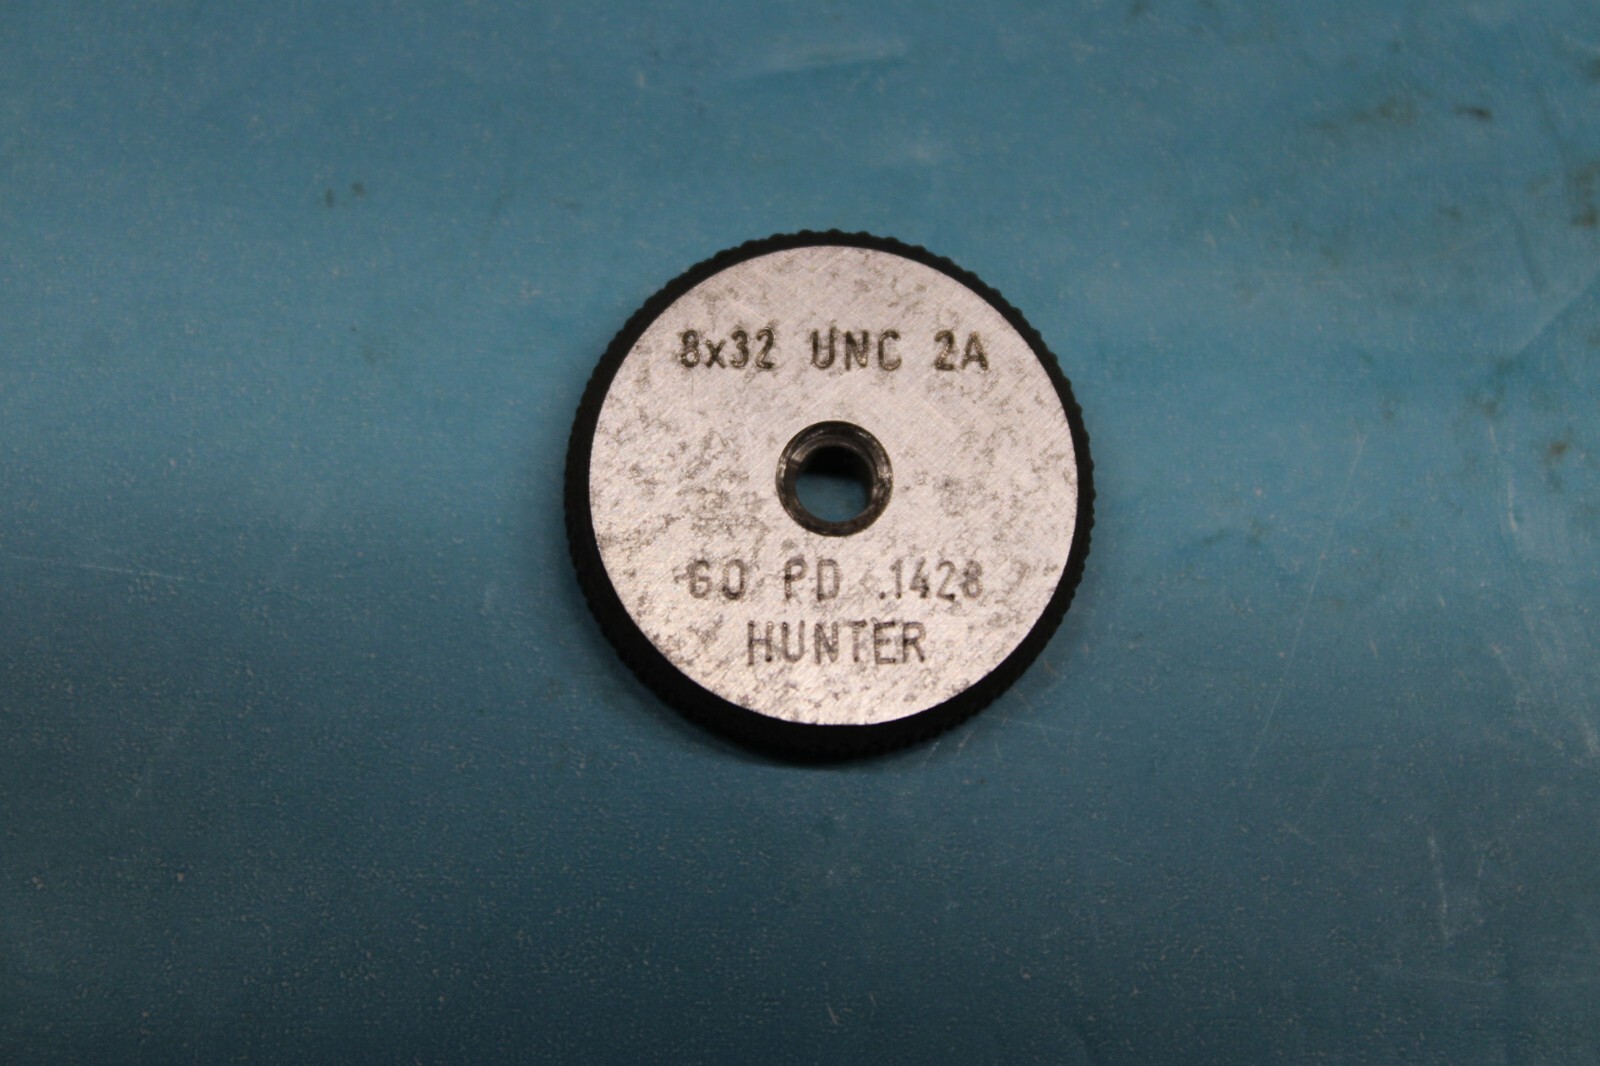 8x32 UNC 2A
GO PD .1428
HUNTER